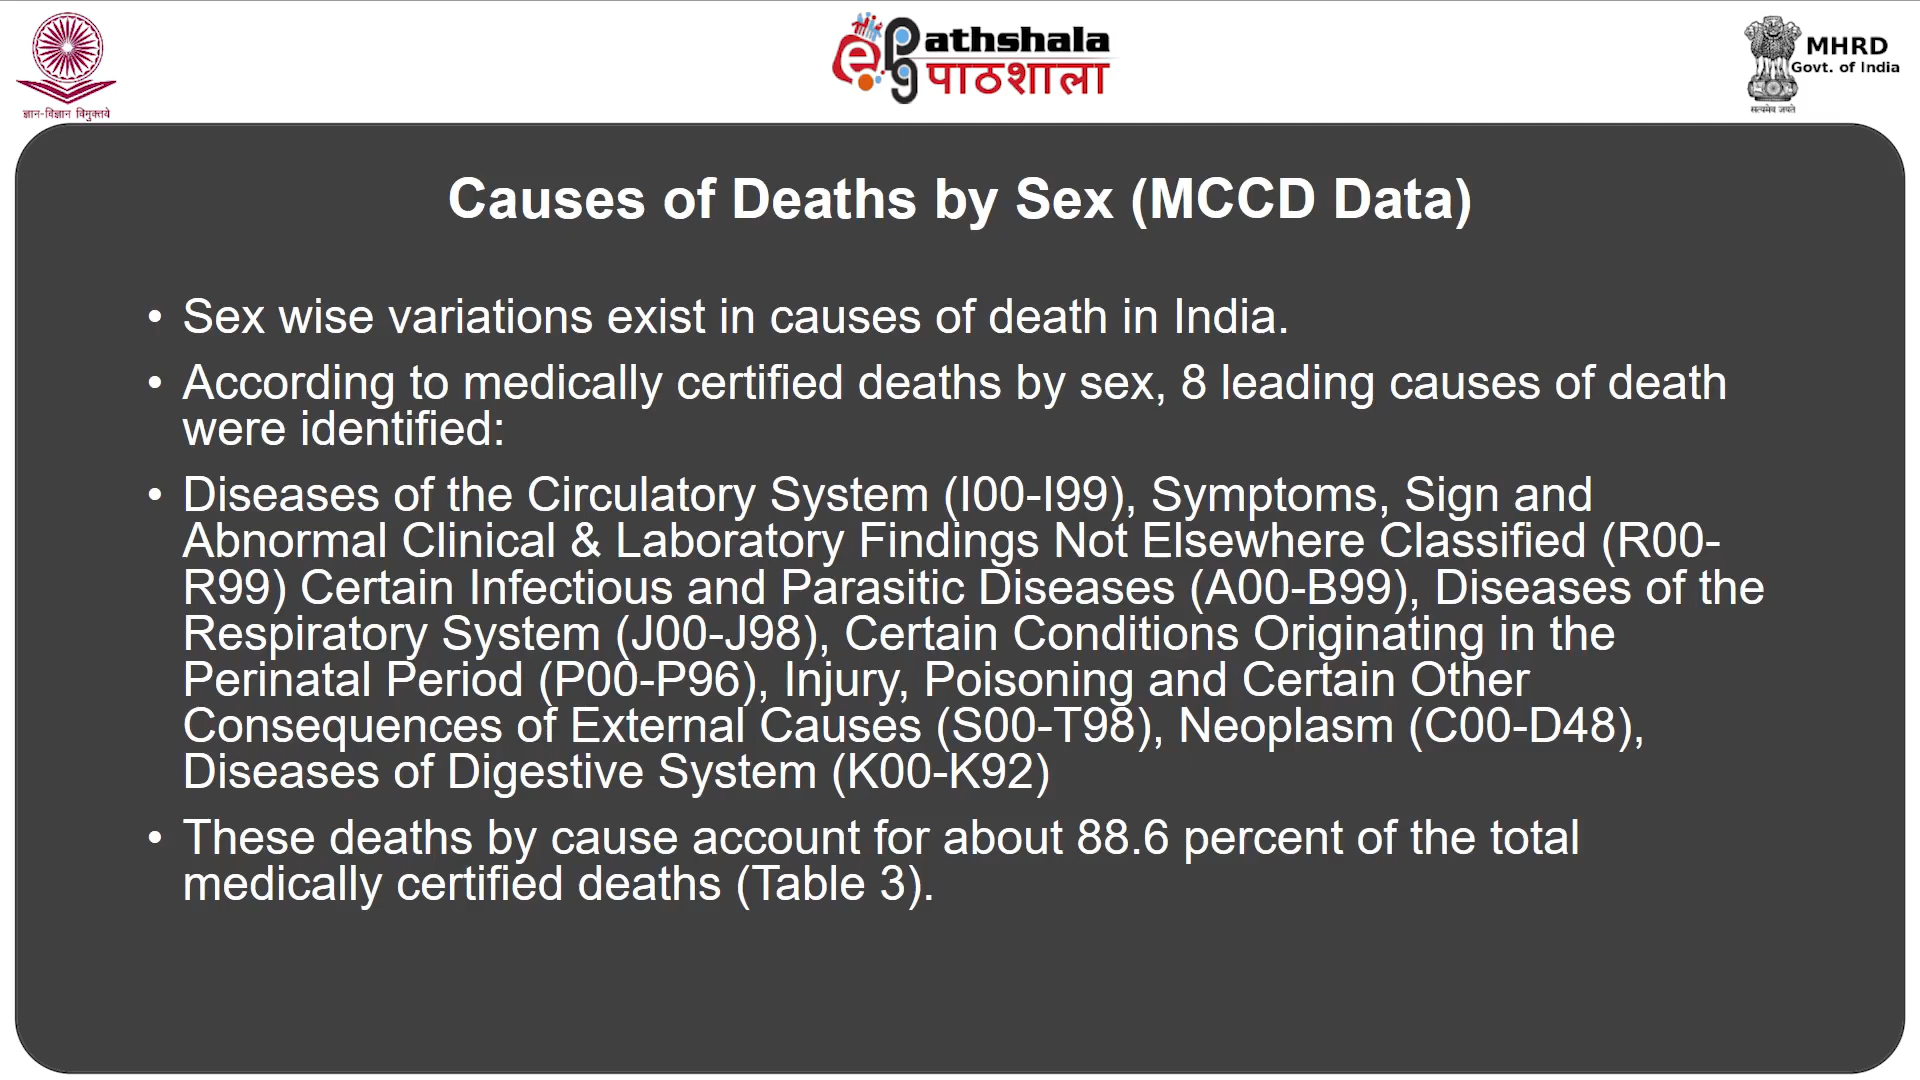 ज्ञान-विज्ञान विमुक्तये
ePathshala
पाठशाला
MHRD
Govt. of India
सत्यमेव जयते
Causes of Deaths by Sex (MCCD Data)
• Sex wise variations exist in causes of death in India.
• According to medically certified deaths by sex, 8 leading causes of death
were identified:
• Diseases of the Circulatory System (I00-I99), Symptoms, Sign and
Abnormal Clinical & Laboratory Findings Not Elsewhere Classified (R00-
R99) Certain Infectious and Parasitic Diseases (A00-B99), Diseases of the
Respiratory System (J00-J98), Certain Conditions Originating in the
Perinatal Period (P00-P96), Injury, Poisoning and Certain Other
Consequences of External Causes (S00-T98), Neoplasm (C00-D48),
Diseases of Digestive System (K00-K92)
• These deaths by cause account for about 88.6 percent of the total
medically certified deaths (Table 3).